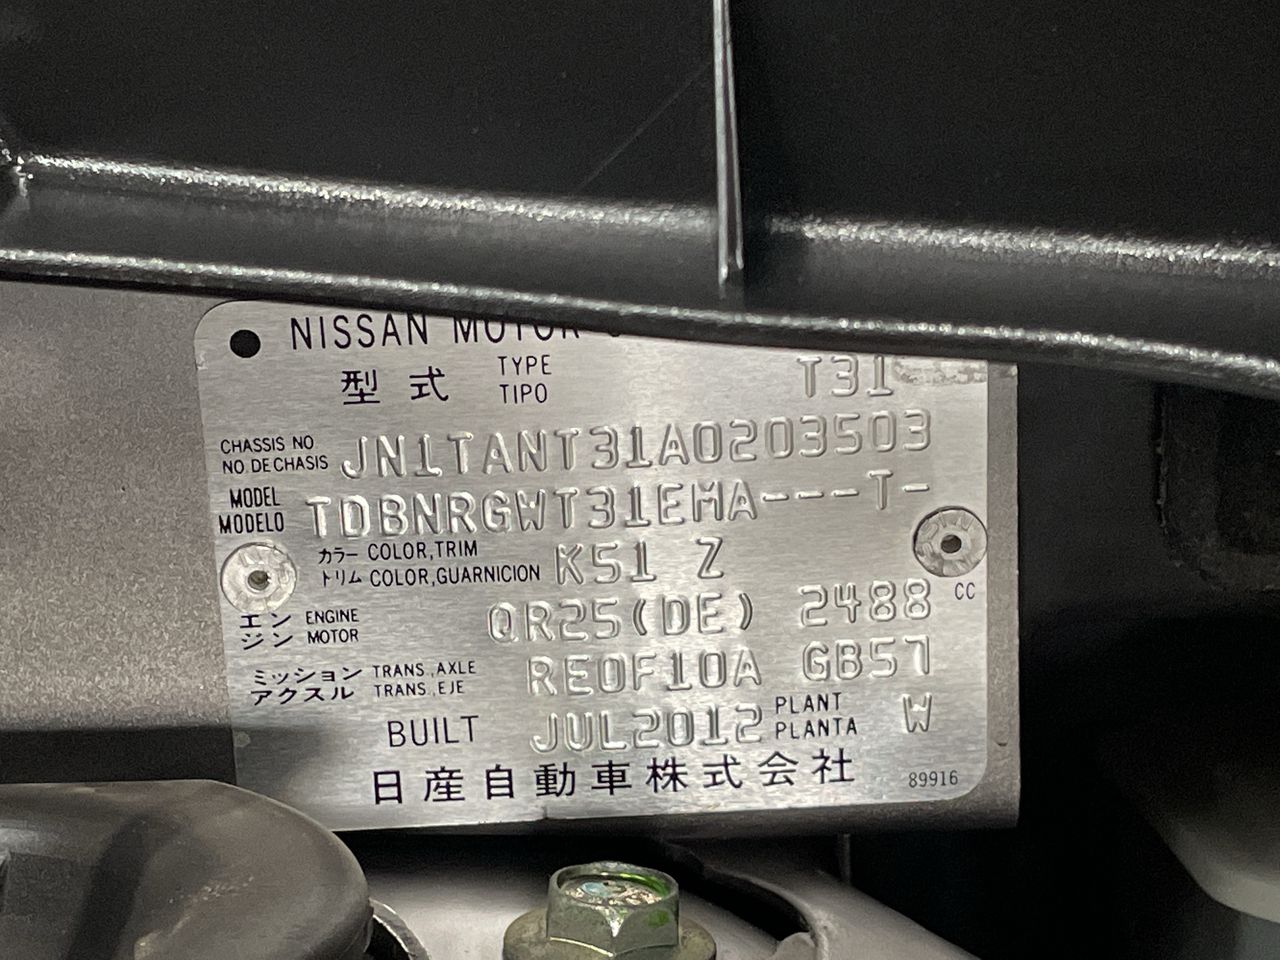 NISSAN MOTOR
型式 TYPE TIPO T31
CHASSIS NO
NO. DE CHASIS JN1TANT31A0203503
MODEL
MODELO TDBNRGWT31EMA----T-
カラー COLOR, TRIM
トリム COLOR, GUARNICION K51 Z
エンジン ENGINE MOTOR QR25(DE) 2488 CC
ミッション TRANS, AXLE
アクスル TRANS, EJE RE0F10A GB57
BUILT JUL2012 PLANT PLANTA W
日産自動車株式会社 89916